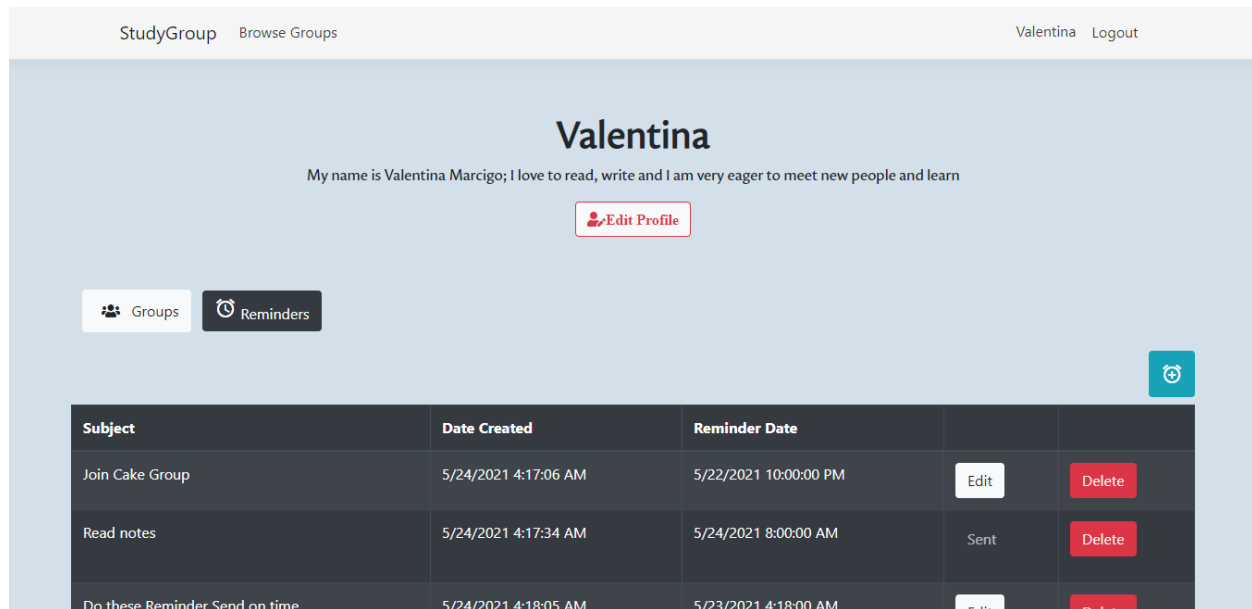 StudyGroup Browse Groups Valentina Logout
Valentina
My name is Valentina Marcigo; I love to read, write and I am very eager to meet new people and learn
Edit Profile
Groups Reminders
Subject Date Created Reminder Date
Join Cake Group 5/24/2021 4:17:06 AM 5/22/2021 10:00:00 PM Edit Delete
Read notes 5/24/2021 4:17:34 AM 5/24/2021 8:00:00 AM Sent Delete
Do these Reminder Send on time 5/24/2021 4:18:05 AM 5/23/2021 4:18:00 AM Edit Delete